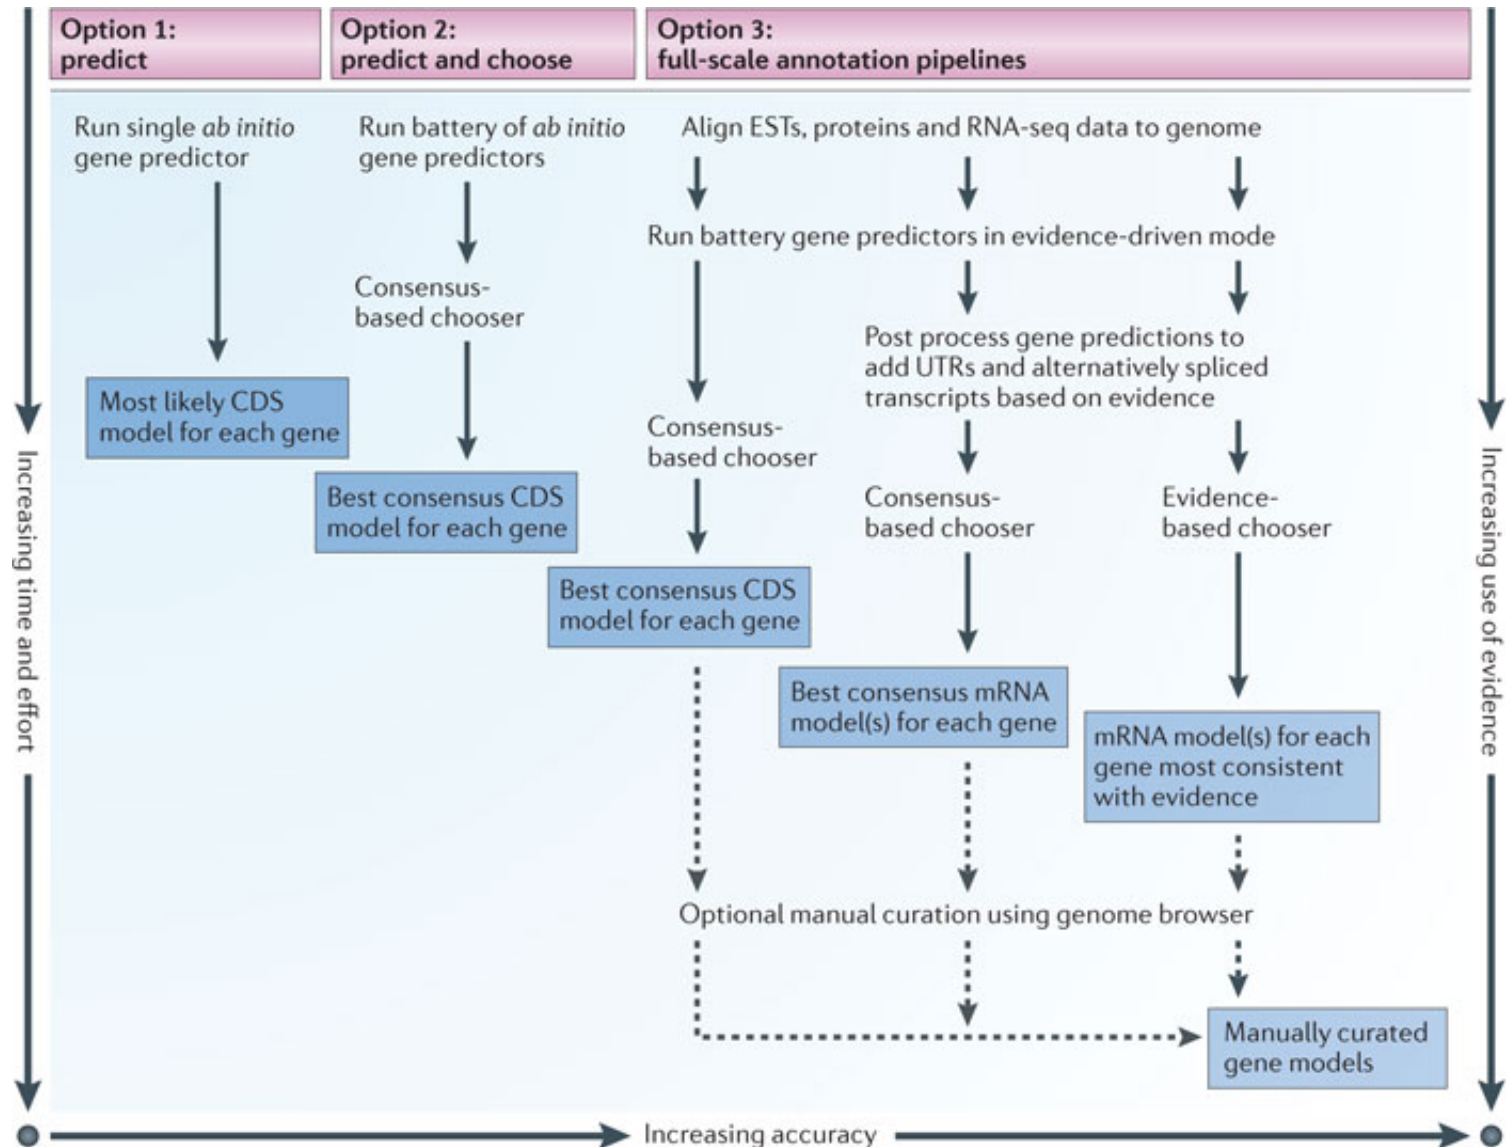 Option 1:
predict
Option 2:
predict and choose
Option 3:
full-scale annotation pipelines
Run single ab initio
gene predictor
Most likely CDS
model for each gene
Run battery of ab initio
gene predictors
Consensus-
based chooser
Best consensus CDS
model for each gene
Align ESTs, proteins and RNA-seq data to genome
Run battery gene predictors in evidence-driven mode
Consensus-
based chooser
Best consensus CDS
model for each gene
Post process gene predictions to
add UTRs and alternatively spliced
transcripts based on evidence
Consensus-
based chooser
Best consensus mRNA
model(s) for each gene
Evidence-
based chooser
mRNA model(s) for each
gene most consistent
with evidence
Optional manual curation using genome browser
Manually curated
gene models
Increasing time and effort
Increasing use of evidence
Increasing accuracy